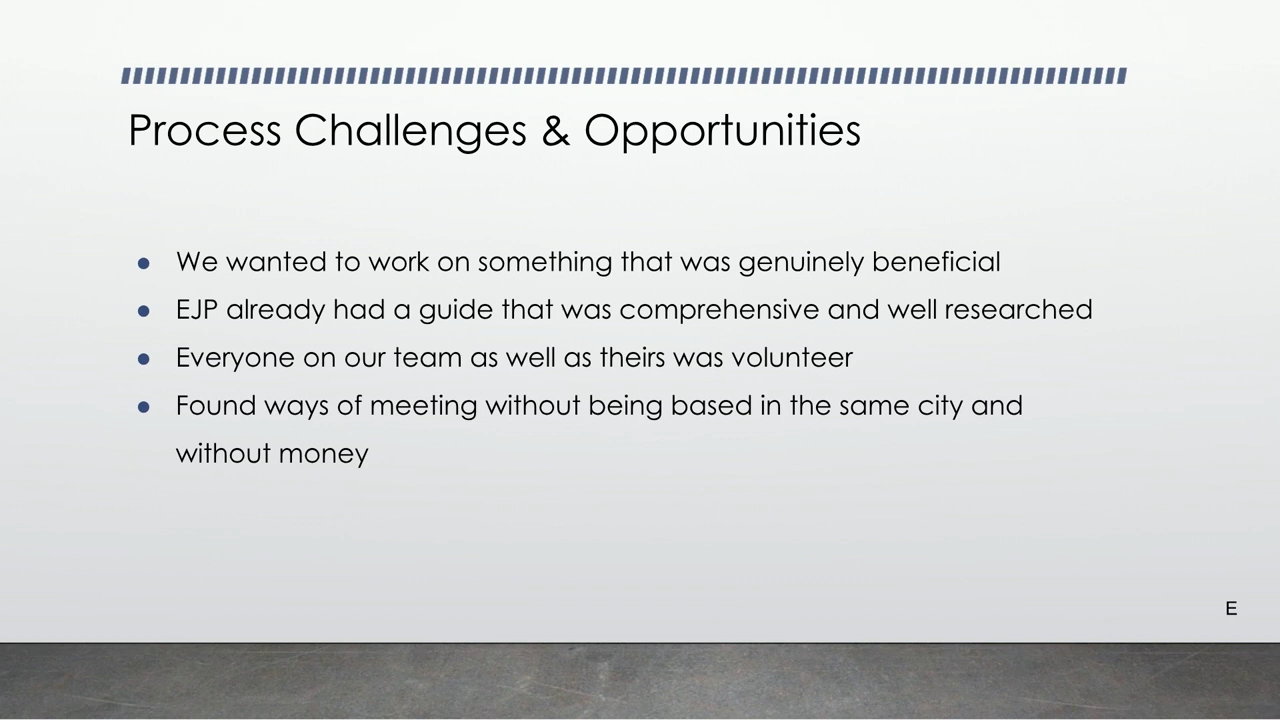 Process Challenges & Opportunities
● We wanted to work on something that was genuinely beneficial
● EJP already had a guide that was comprehensive and well researched
● Everyone on our team as well as theirs was volunteer
● Found ways of meeting without being based in the same city and
without money
E